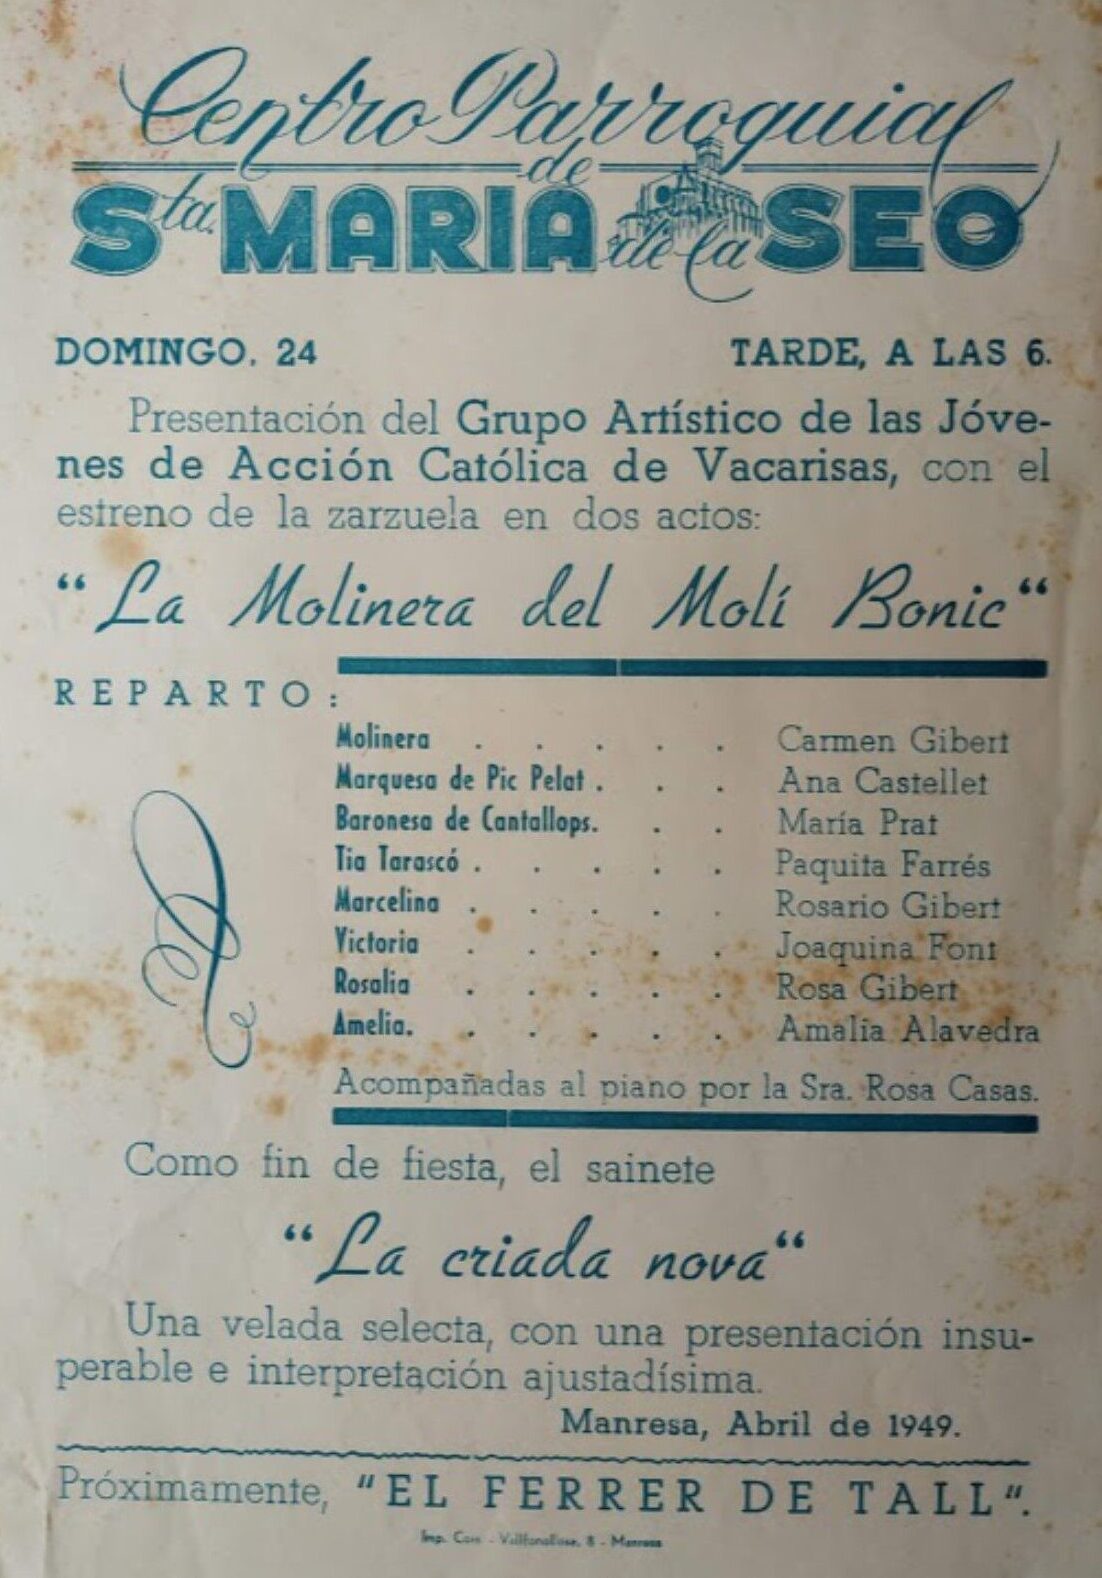 Centro Parroquial
de
Sta. MARIA de la SEO
DOMINGO. 24 TARDE, A LAS 6.
Presentación del Grupo Artístico de las Jóve-
nes de Acción Católica de Vacarisas, con el
estreno de la zarzuela en dos actos:
“La Molinera del Molí Bonic“
REPARTO:
Molinera . . . . . Carmen Gibert
Marquesa de Pic Pelat . . . Ana Castellet
Baronesa de Cantallops. . . María Prat
Tia Tarascó . . . . . Paquita Farrés
Marcelina . . . . . Rosario Gibert
Victoria . . . . . Joaquina Font
Rosalia . . . . . Rosa Gibert
Amelia. . . . . . Amalia Alavedra
Acompañadas al piano por la Sra. Rosa Casas.
Como fin de fiesta, el sainete
“La criada nova“
Una velada selecta, con una presentación insu-
perable e interpretación ajustadísima.
Manresa, Abril de 1949.
Próximamente, “EL FERRER DE TALL“.
Imp. - 8 - Manresa